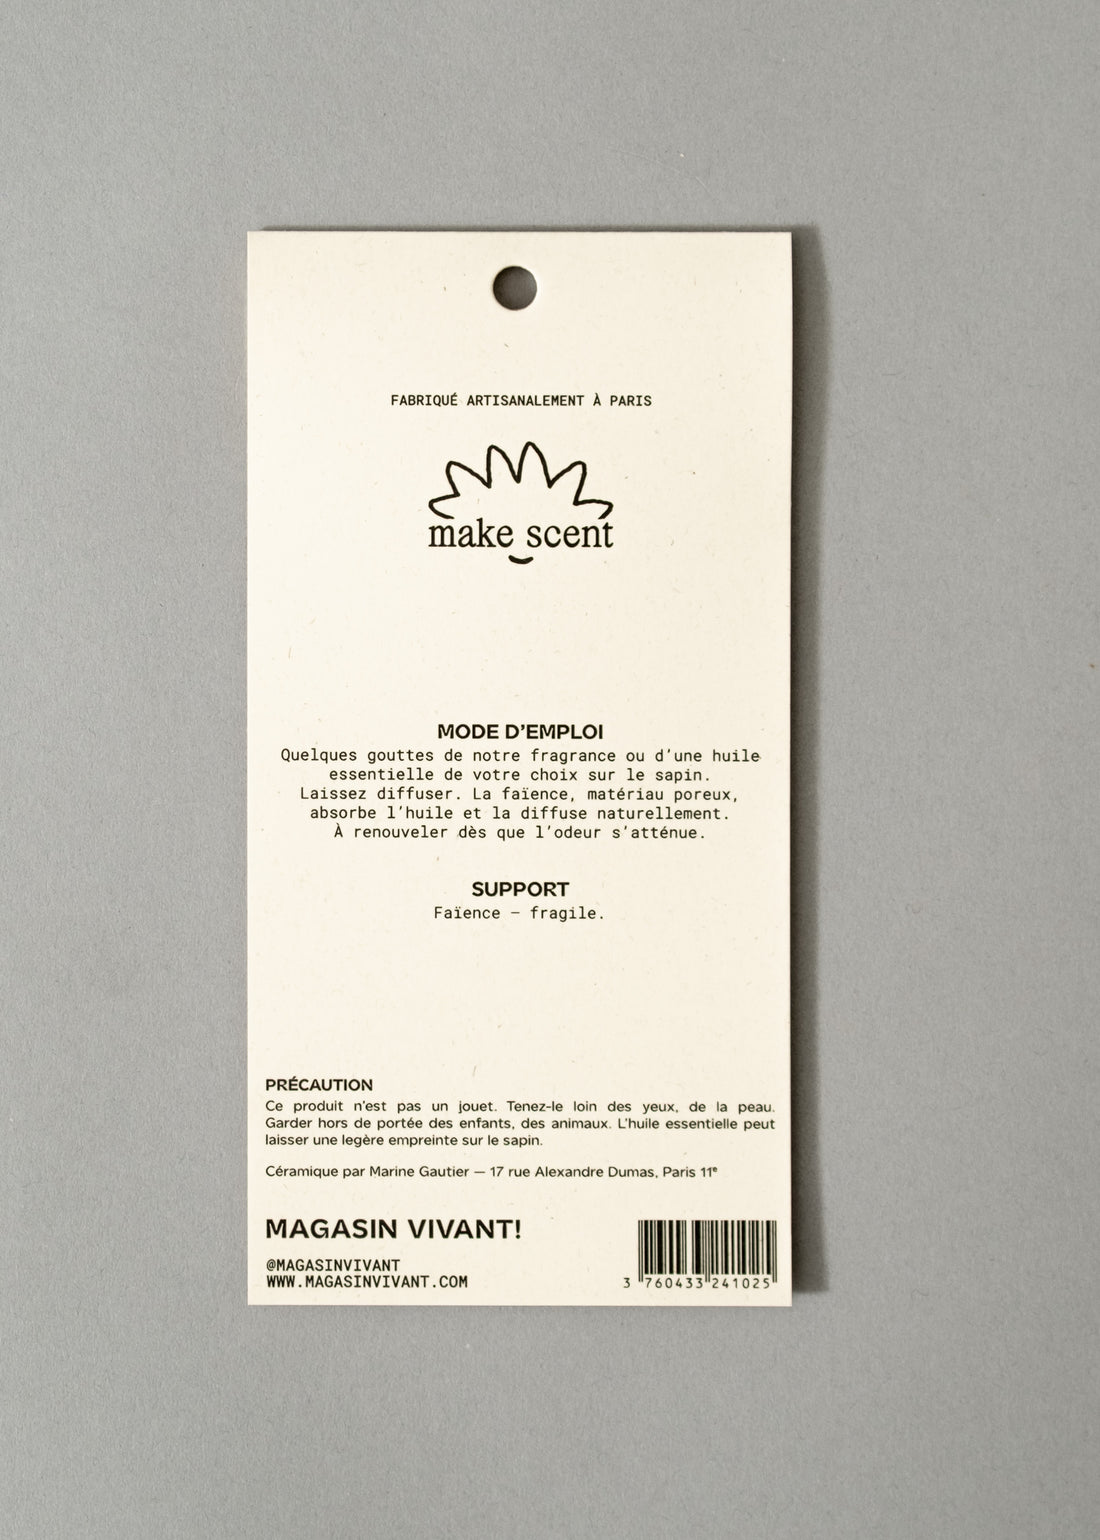 FABRIQUÉ ARTISANALEMENT À PARIS
make scent
MODE D'EMPLOI
Quelques gouttes de notre fragrance ou d'une huile
essentielle de votre choix sur le sapin.
Laissez diffuser. La faïence, matériau poreux,
absorbe l'huile et la diffuse naturellement.
À renouveler dès que l'odeur s'atténue.
SUPPORT
Faïence – fragile.
PRÉCAUTION
Ce produit n'est pas un jouet. Tenez-le loin des yeux, de la peau.
Garder hors de portée des enfants, des animaux. L'huile essentielle peut
laisser une legère empreinte sur le sapin.
Céramique par Marine Gautier — 17 rue Alexandre Dumas, Paris 11e
MAGASIN VIVANT!
@MAGASINVIVANT
WWW.MAGASINVIVANT.COM
3 760433 241025